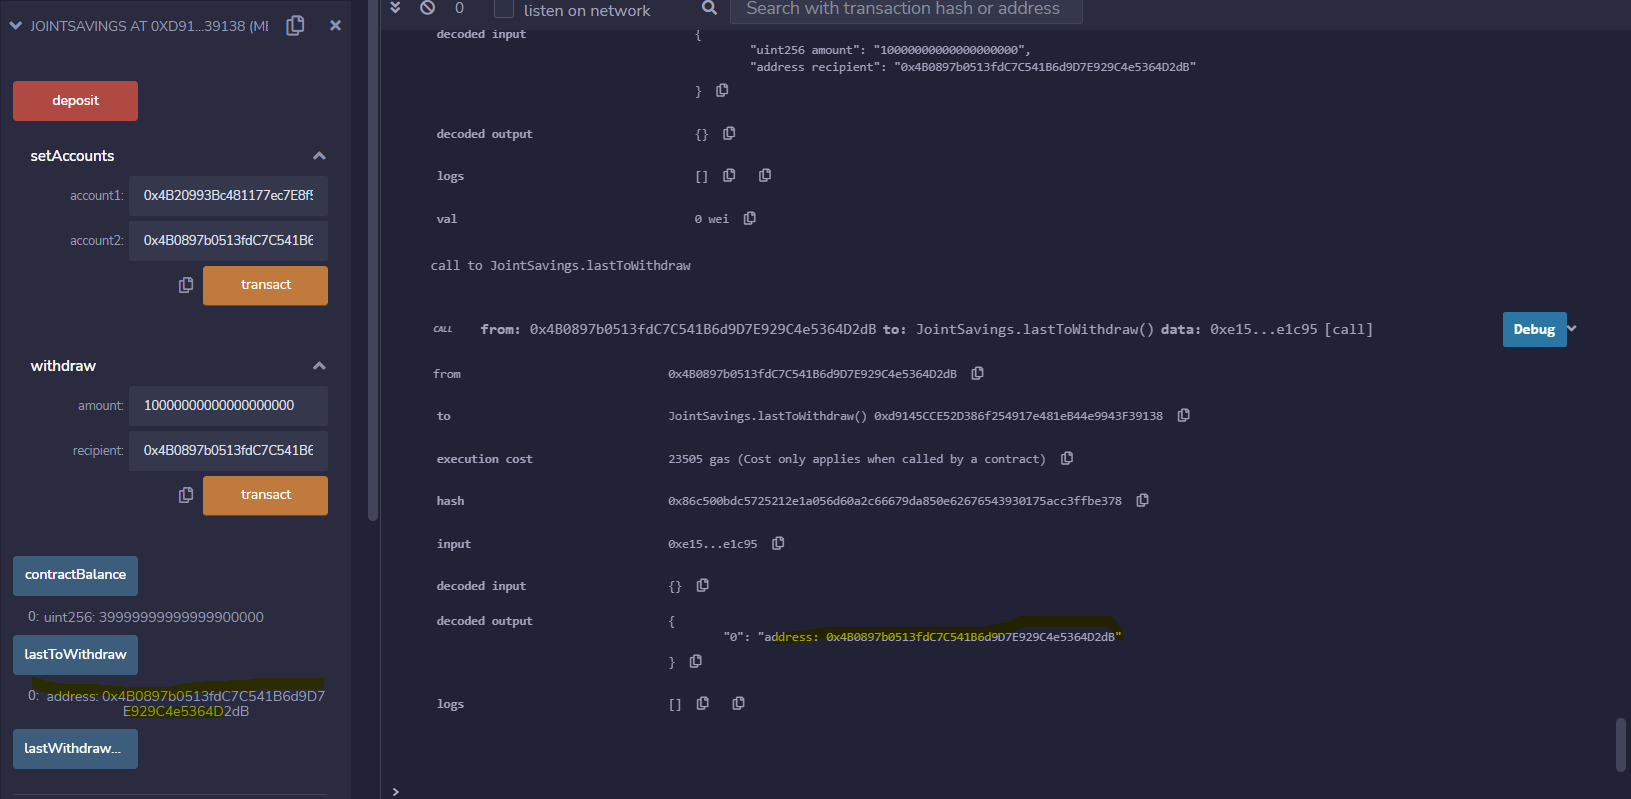 JOINTSAVINGS AT 0XD91...39138 (ME
deposit
setAccounts
account1: 0x4B20993Bc481177ec7E8f5
account2: 0x4B0897b0513fdC7C541B6
transact
withdraw
amount: 10000000000000000000
recipient: 0x4B0897b0513fdC7C541B6
transact
contractBalance
0: uint256: 39999999999999900000
lastToWithdraw
0: address: 0x4B0897b0513fdC7C541B6d9D7
E929C4e5364D2dB
lastWithdraw...
0 listen on network Search with transaction hash or address
decoded input {
"uint256 amount": "10000000000000000000",
"address recipient": "0x4B0897b0513fdC7C541B6d9D7E929C4e5364D2dB"
}
decoded output {}
logs []
val 0 wei
call to JointSavings.lastToWithdraw
CALL from: 0x4B0897b0513fdC7C541B6d9D7E929C4e5364D2dB to: JointSavings.lastToWithdraw() data: 0xe15...e1c95 [call]
Debug
from 0x4B0897b0513fdC7C541B6d9D7E929C4e5364D2dB
to JointSavings.lastToWithdraw() 0xd9145CCE52D386f254917e481eB44e9943F39138
execution cost 23505 gas (Cost only applies when called by a contract)
hash 0x86c500bdc5725212e1a056d60a2c66679da850e62676543930175acc3ffbe378
input 0xe15...e1c95
decoded input {}
decoded output {
"0": "address: 0x4B0897b0513fdC7C541B6d9D7E929C4e5364D2dB"
}
logs []
>